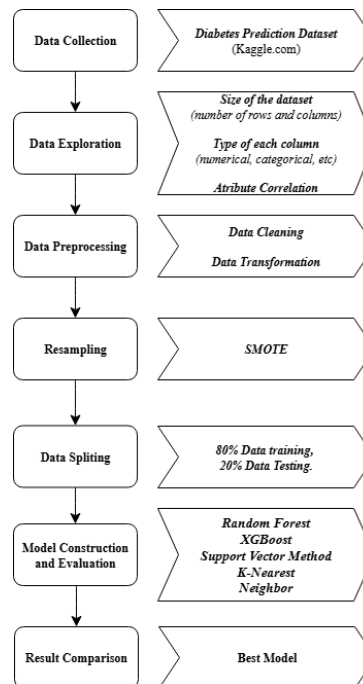 Data Collection
Diabetes Prediction Dataset
(Kaggle.com)
Data Exploration
Size of the dataset
(number of rows and columns)
Type of each column
(numerical, categorical, etc)
Atribute Correlation
Data Preprocessing
Data Cleaning
Data Transformation
Resampling
SMOTE
Data Spliting
80% Data training,
20% Data Testing.
Model Construction
and Evaluation
Random Forest
XGBoost
Support Vector Method
K-Nearest
Neighbor
Result Comparison
Best Model